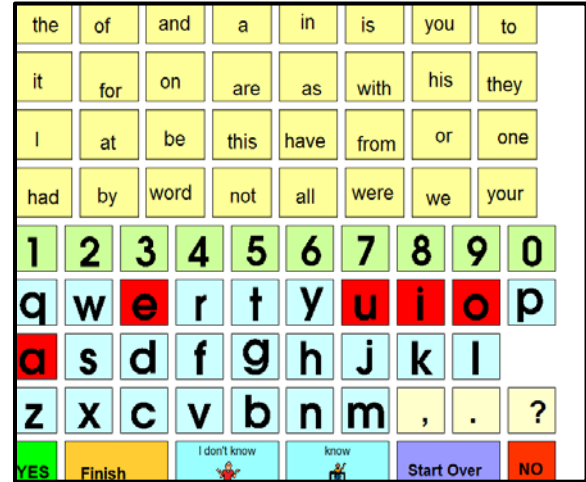 the of and a in is you to
it for on are as with his they
I at be this have from or one
had by word not all were we your
1 2 3 4 5 6 7 8 9 0
q w e r t y u i o p
a s d f g h j k l
z x c v b n m , . ?
YES Finish I don't know know Start Over NO